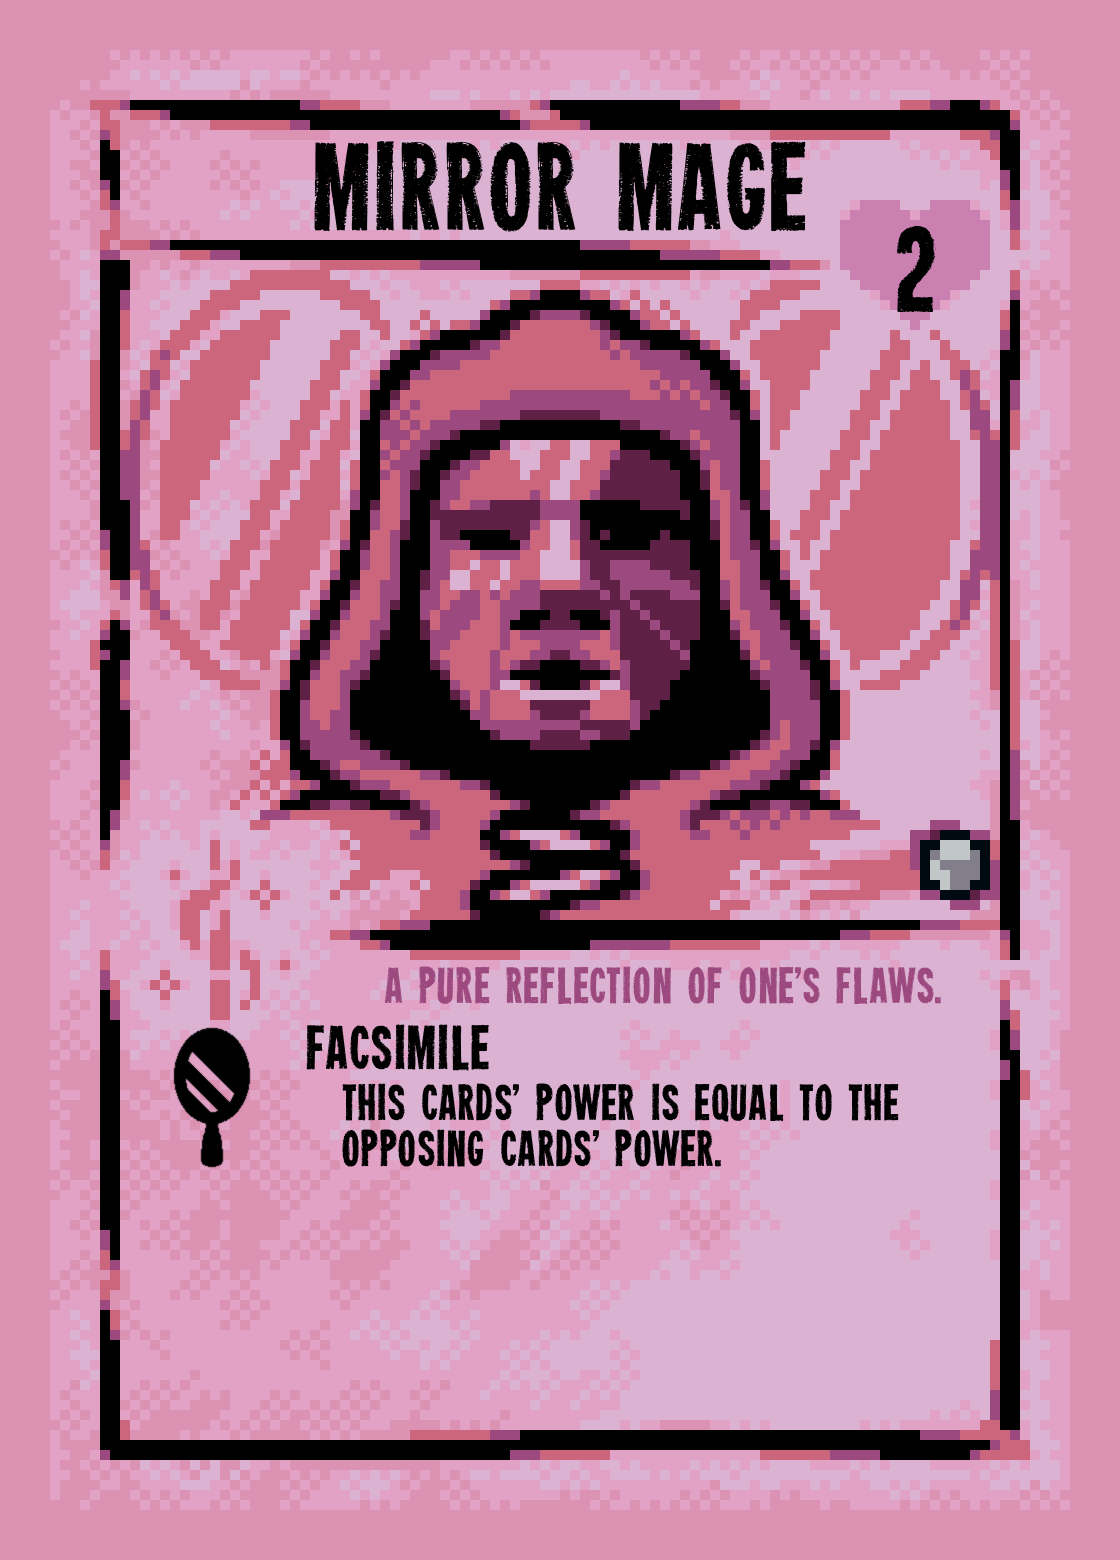 MIRROR MAGE
2
A PURE REFLECTION OF ONE'S FLAWS.
FACSIMILE
THIS CARDS' POWER IS EQUAL TO THE
OPPOSING CARDS' POWER.